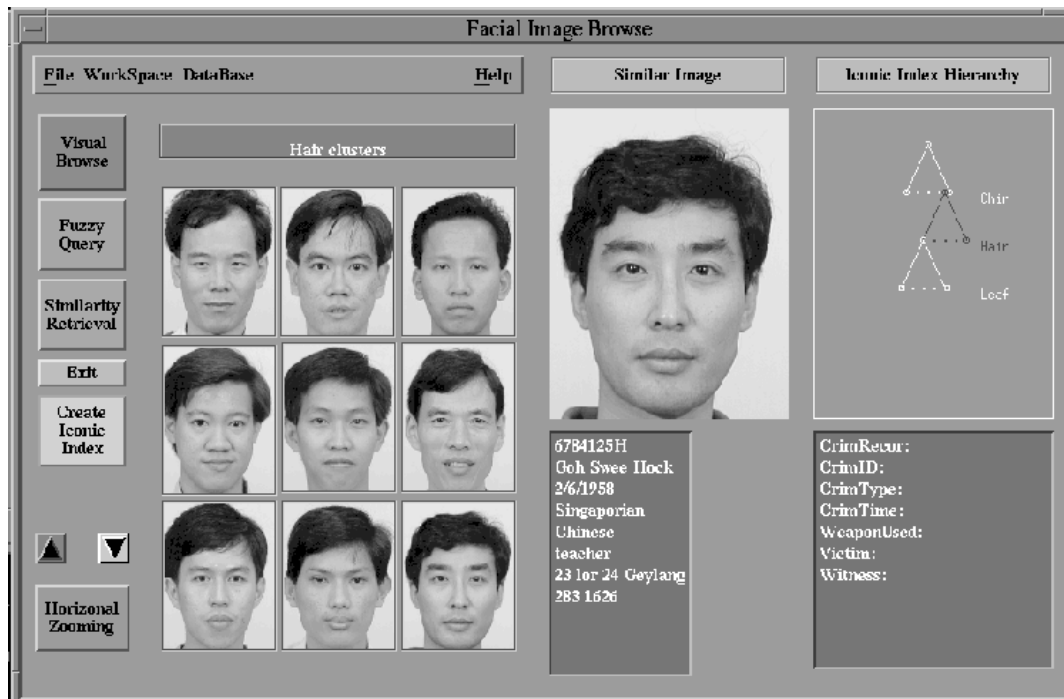 Facial Image Browse
File WorkSpace DataBase Help
Similar Image
Iconic Index Hierarchy
Visual
Browse
Hair clusters
Fuzzy
Query
Similarity
Retrieval
Exit
Create
Iconic
Index
Horizonal
Zooming
Chin
Hair
Leaf
6784125H
Goh Swee Hock
2/6/1958
Singaporian
Chinese
teacher
23 lor 24 Geylang
283 1626
CrimRecur:
CrimID:
CrimType:
CrimTime:
WeaponUsed:
Victim:
Witness: